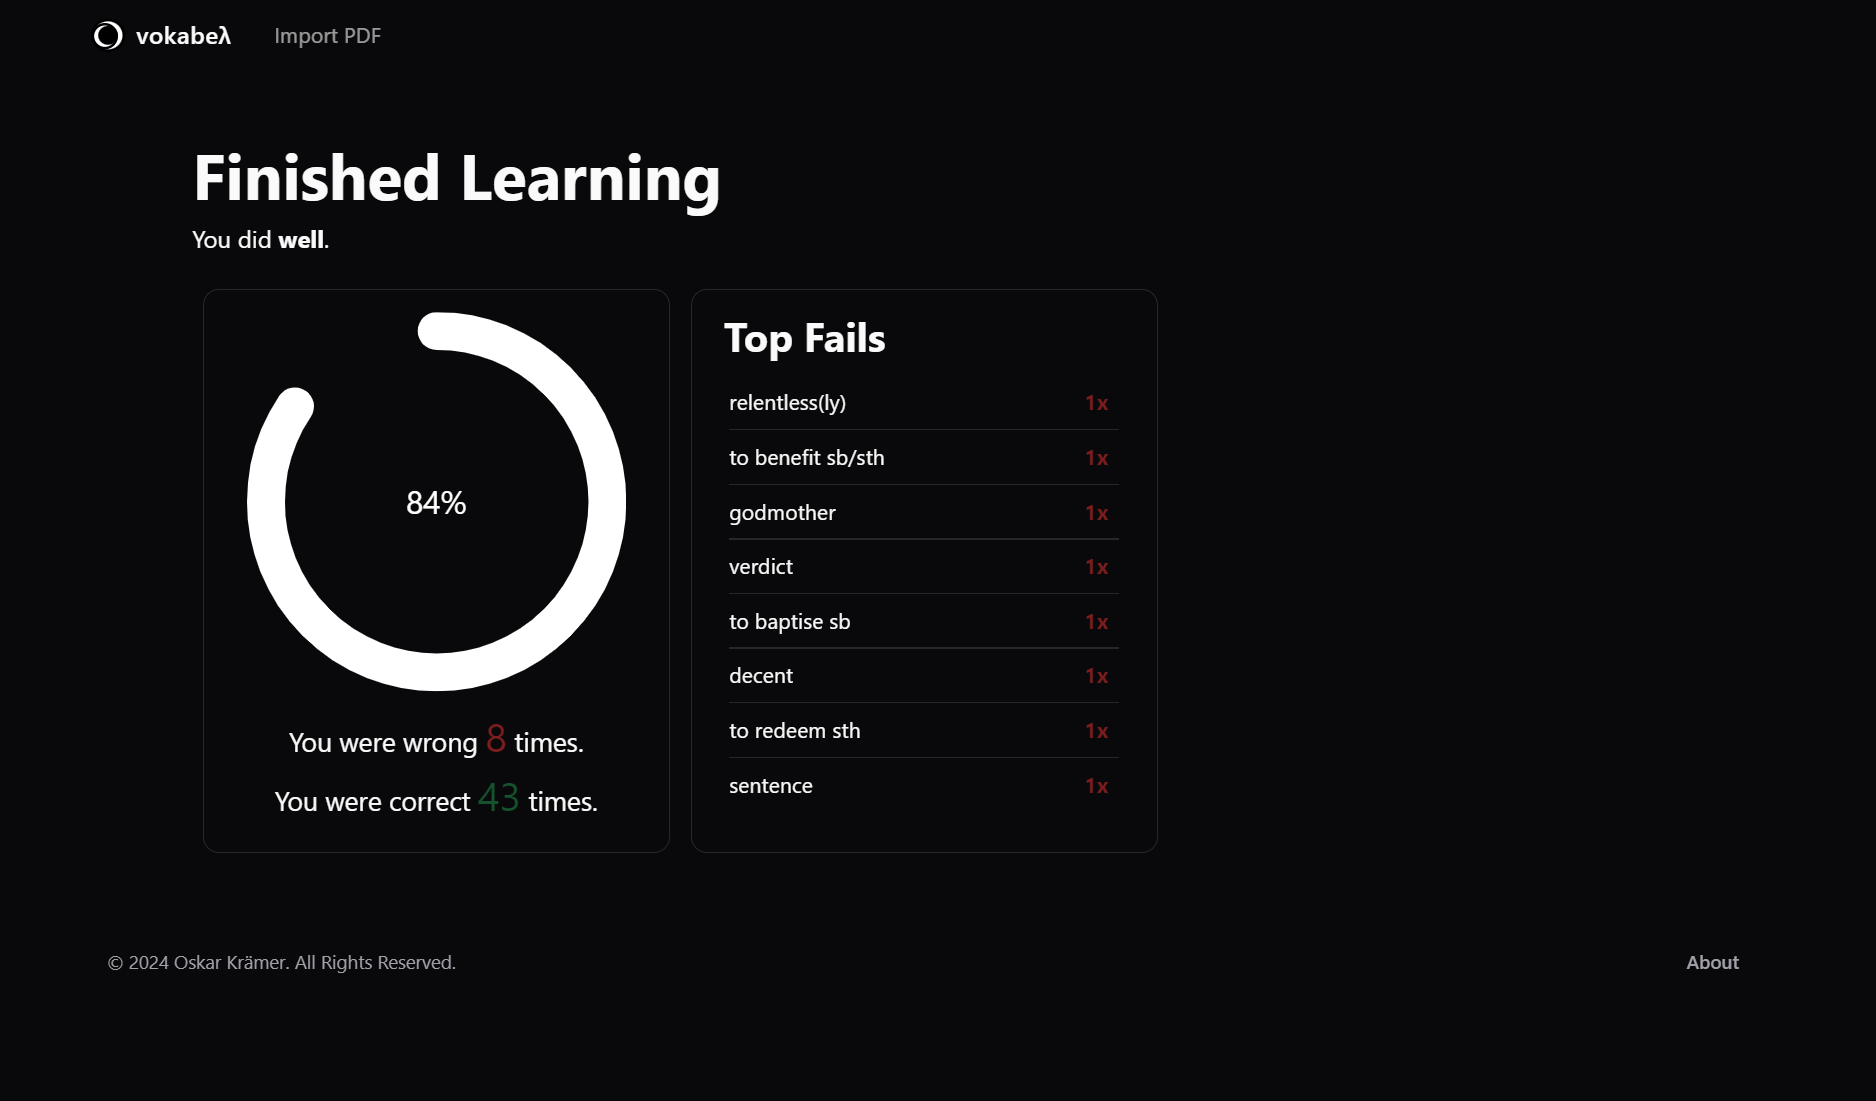 vokabeλ
Import PDF
Finished Learning
You did well.
84%
You were wrong 8 times.
You were correct 43 times.
Top Fails
relentless(ly) 1x
to benefit sb/sth 1x
godmother 1x
verdict 1x
to baptise sb 1x
decent 1x
to redeem sth 1x
sentence 1x
© 2024 Oskar Krämer. All Rights Reserved.
About